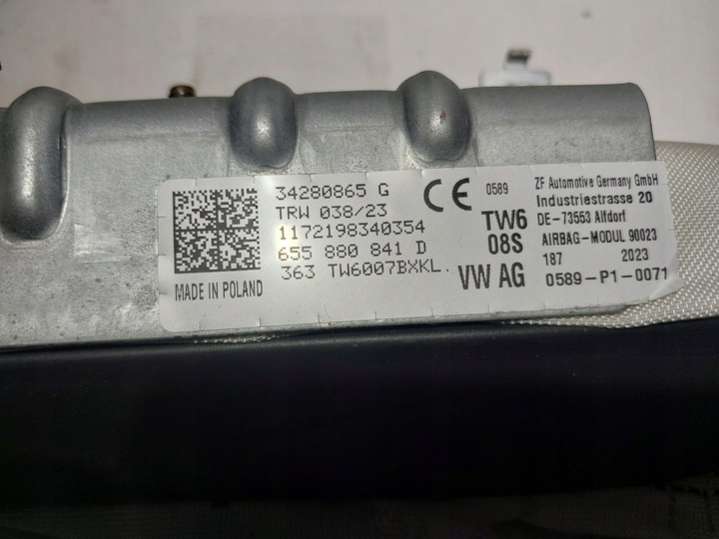 34280865 G
TRW 038/23
1172198340354
655 880 841 D
363 TW6007BXKL.
MADE IN POLAND
CE 0589
TW6
08S
VW AG
ZF Automotive Germany GmbH
Industriestrasse 20
DE-73553 Alfdorf
AIRBAG-MODUL 90023
187 2023
0589-P1-0071